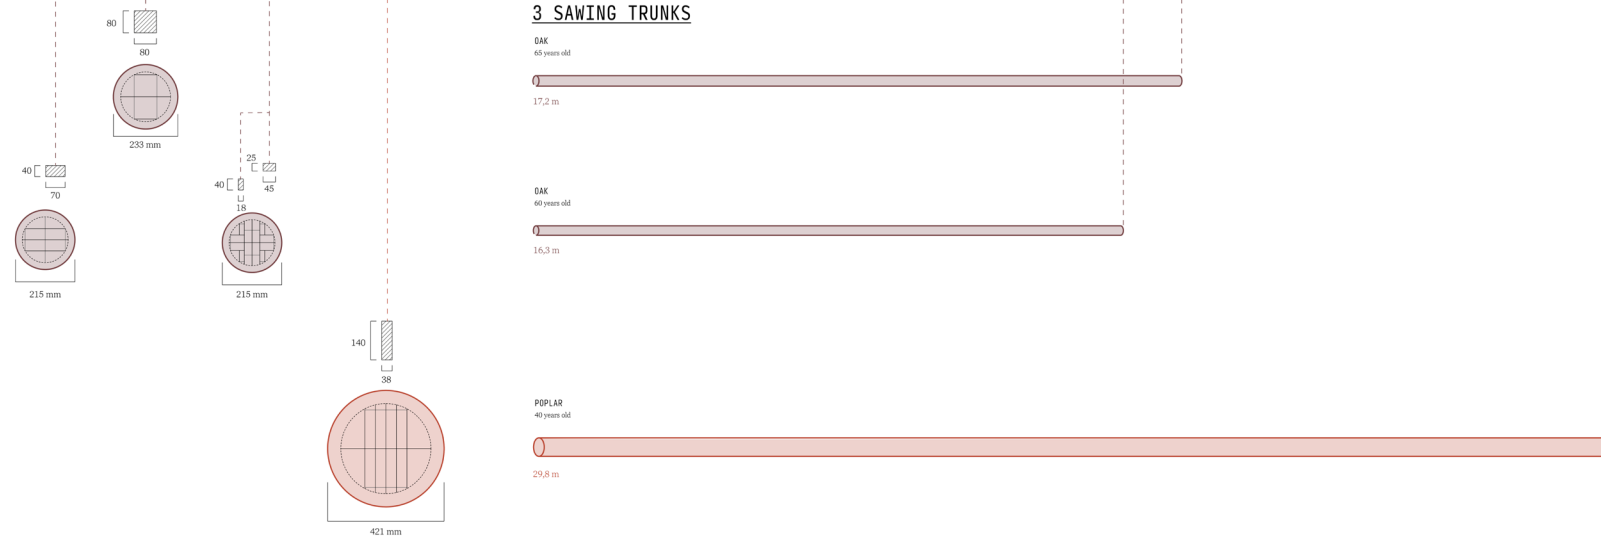 3 SAWING TRUNKS
80
80
233 mm
40
70
215 mm
25
45
40
18
215 mm
140
38
421 mm
OAK
65 years old
17,2 m
OAK
60 years old
16,3 m
POPLAR
40 years old
29,8 m